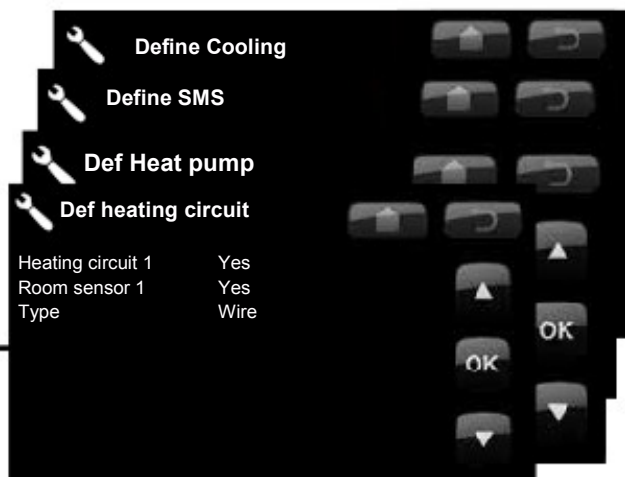 Define Cooling
Define SMS
Def Heat pump
Def heating circuit
Heating circuit 1 Yes
Room sensor 1 Yes
Type Wire
OK
OK